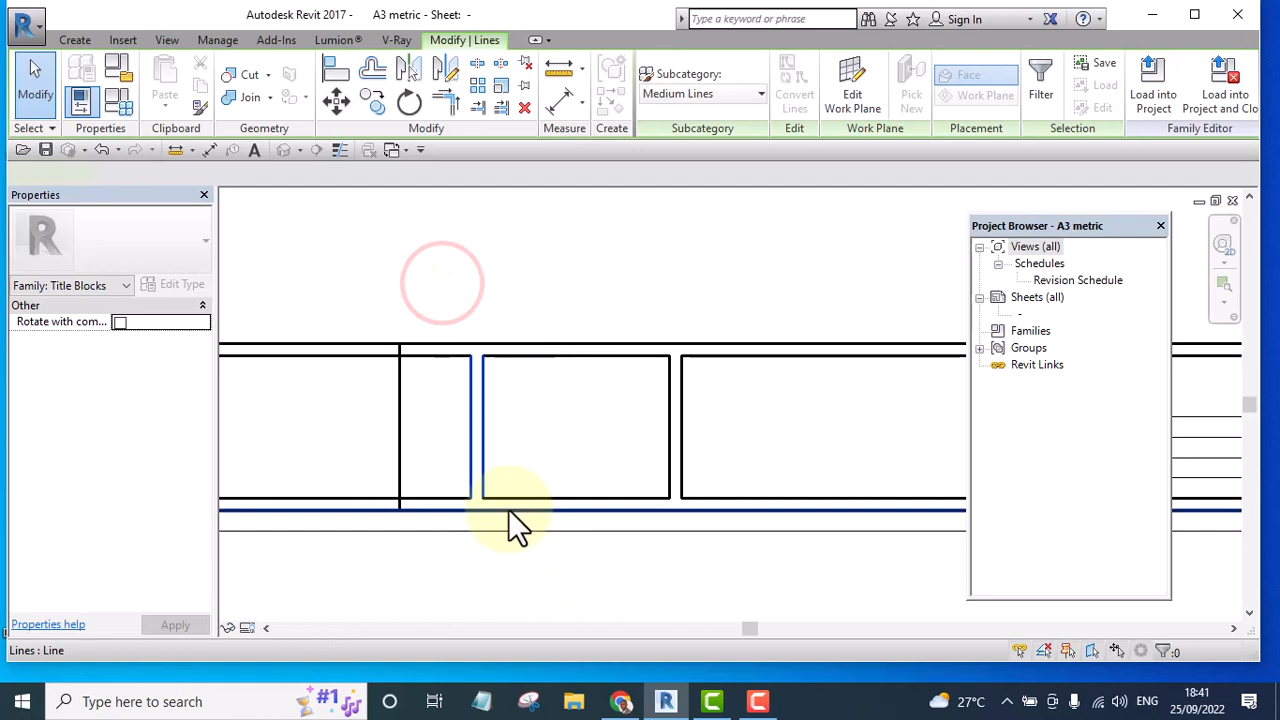 Autodesk Revit 2017 - A3 metric - Sheet: -
Type a keyword or phrase
Sign In
Create Insert View Manage Add-Ins Lumion® V-Ray Modify | Lines
Modify
Paste
Cut
Join
Subcategory:
Medium Lines
Convert Lines
Edit Work Plane
Pick New
Face
Work Plane
Filter
Save
Load
Edit
Load into Project
Load into Project and Clo
Select Properties Clipboard Geometry Modify Measure Create Subcategory Edit Work Plane Placement Selection Family Editor
Properties
R
Family: Title Blocks
Edit Type
Other
Rotate with com...
Properties help
Apply
Project Browser - A3 metric
Views (all)
Schedules
Revision Schedule
Sheets (all)
-
Families
Groups
Revit Links
2D
Lines : Line
:0
Type here to search
#1
27°C
ENG
18:41
25/09/2022